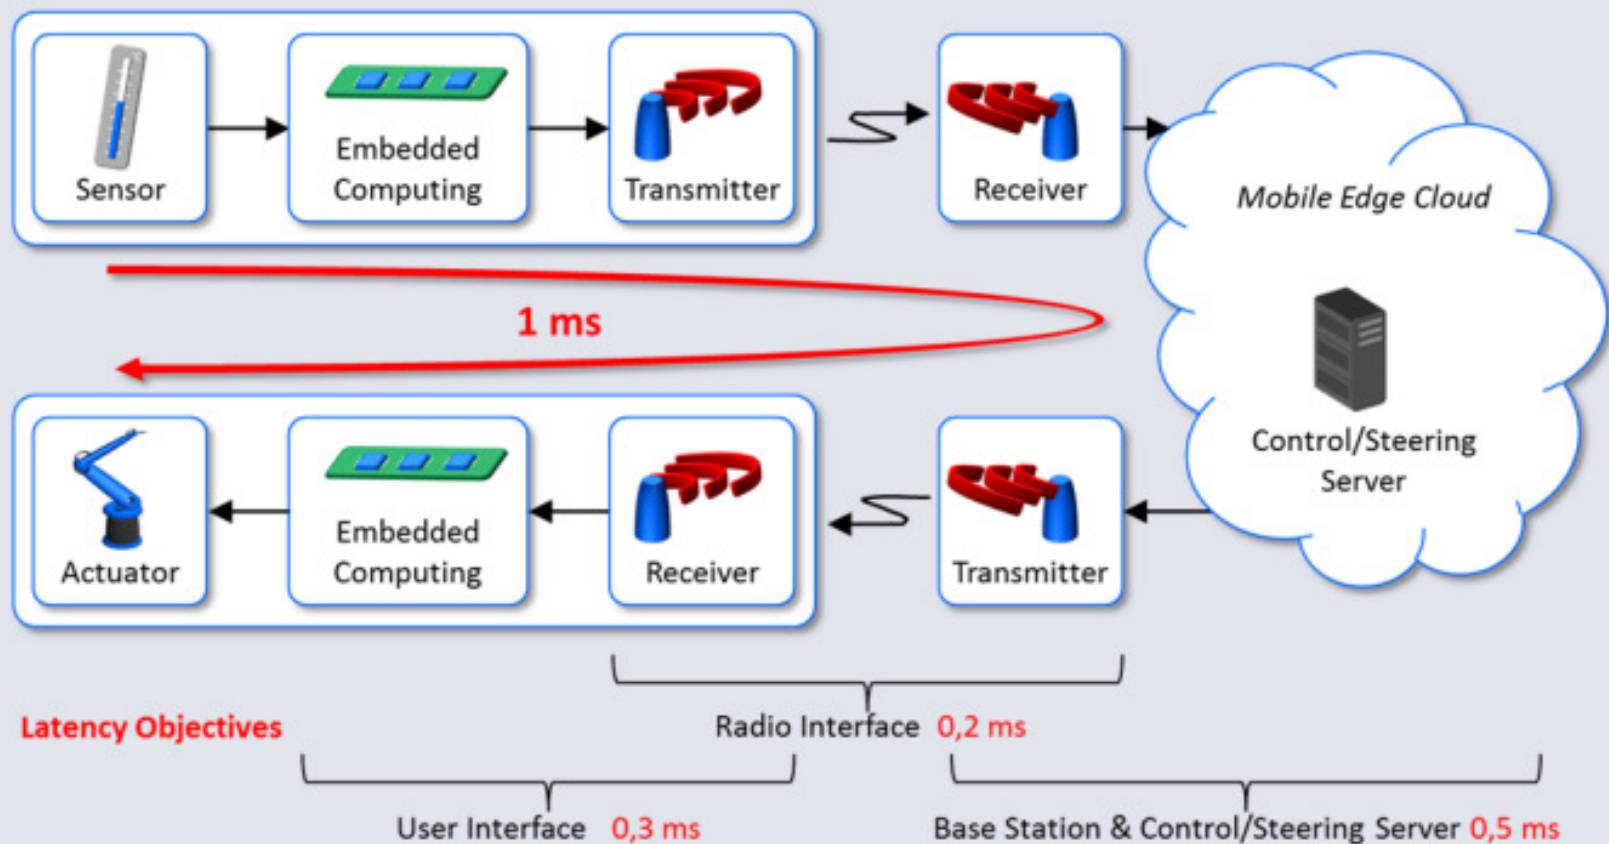 Sensor
Embedded
Computing
Transmitter
Receiver
Mobile Edge Cloud
1 ms
Control/Steering
Server
Actuator
Embedded
Computing
Receiver
Transmitter
Latency Objectives
Radio Interface 0,2 ms
User Interface 0,3 ms
Base Station & Control/Steering Server 0,5 ms